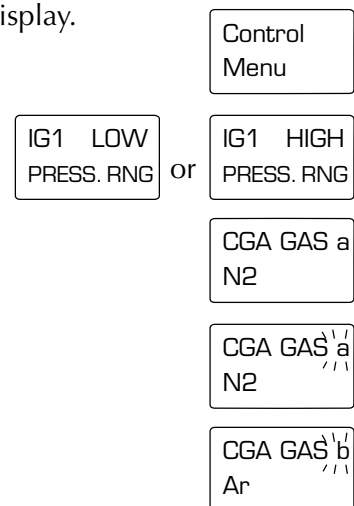 isplay.
Control
Menu
IG1 LOW
PRESS. RNG
or
IG1 HIGH
PRESS. RNG
CGA GAS a
N2
CGA GAS a
N2
CGA GAS b
Ar